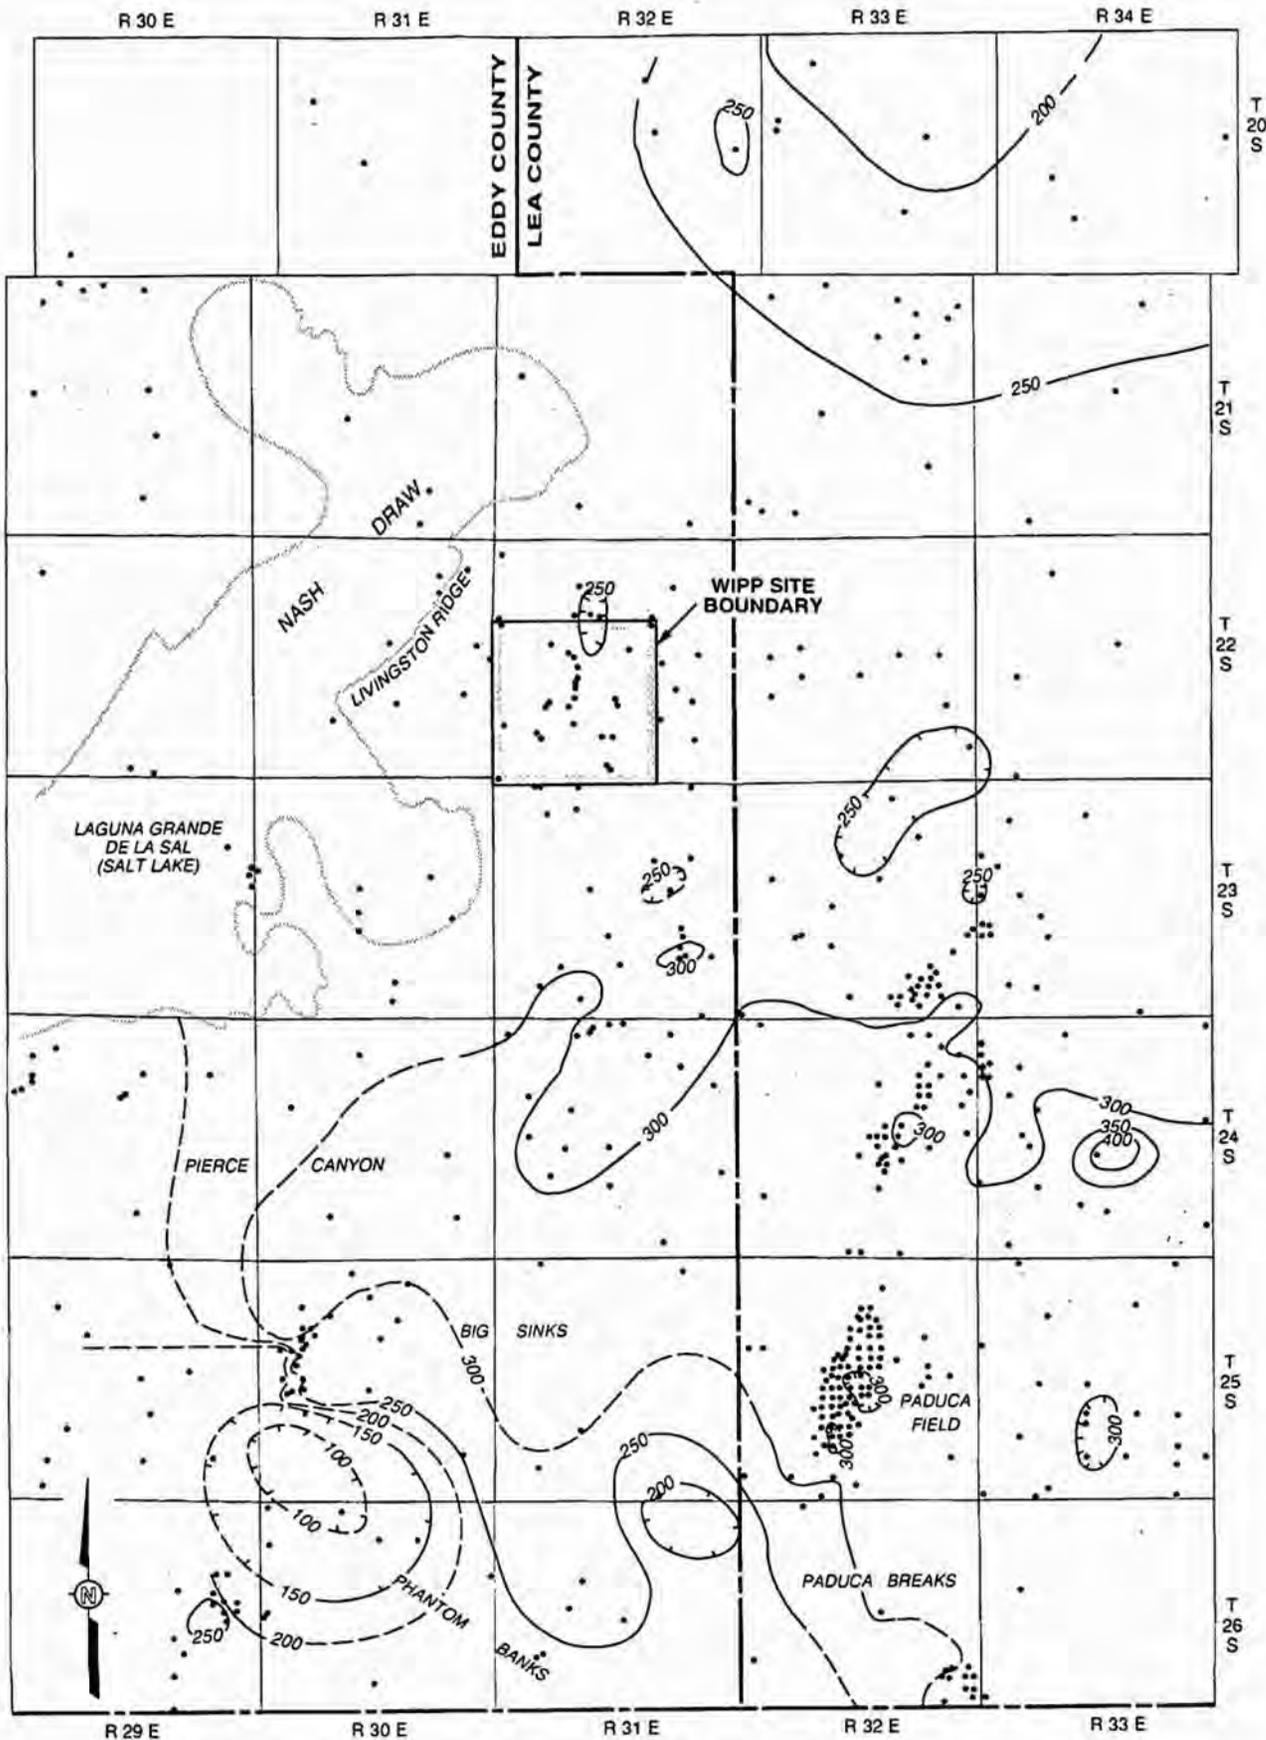 R 30 E
R 31 E
R 32 E
R 33 E
R 34 E
EDDY COUNTY
LEA COUNTY
T
20
S
250
200
250
T
21
S
DRAW
NASH
LIVINGSTON RIDGE
250
WIPP SITE
BOUNDARY
T
22
S
250
LAGUNA GRANDE
DE LA SAL
(SALT LAKE)
250
250
T
23
S
300
300
300
300
350
400
T
24
S
PIERCE
CANYON
BIG SINKS
300
300
PADUCA
FIELD
300
300
T
25
S
250
200
150
100
100
150
200
250
250
200
PHANTOM
BANKS
PADUCA BREAKS
N
T
26
S
R 29 E
R 30 E
R 31 E
R 32 E
R 33 E